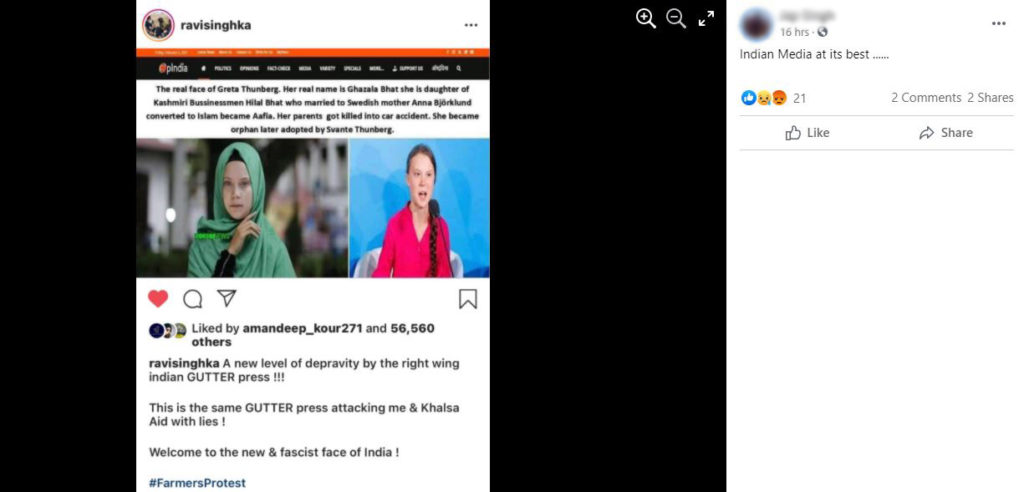 ravisinghka
OpIndia
POLITICS OPINIONS FACT-CHECK MEDIA VARIETY SPECIALS MORE... SUPPORT US ऑपइंडिया
The real face of Greta Thunberg. Her real name is Ghazala Bhat she is daughter of
Kashmiri Bussinessmen Hilal Bhat who married to Swedish mother Anna Björklund
converted to Islam became Aafia. Her parents got killed into car accident. She became
orphan later adopted by Svante Thunberg.
Liked by amandeep_kour271 and 56,560
others
ravisinghka A new level of depravity by the right wing
indian GUTTER press !!!
This is the same GUTTER press attacking me & Khalsa
Aid with lies !
Welcome to the new & fascist face of India !
#FarmersProtest
16 hrs
Indian Media at its best ......
21
2 Comments 2 Shares
Like
Share